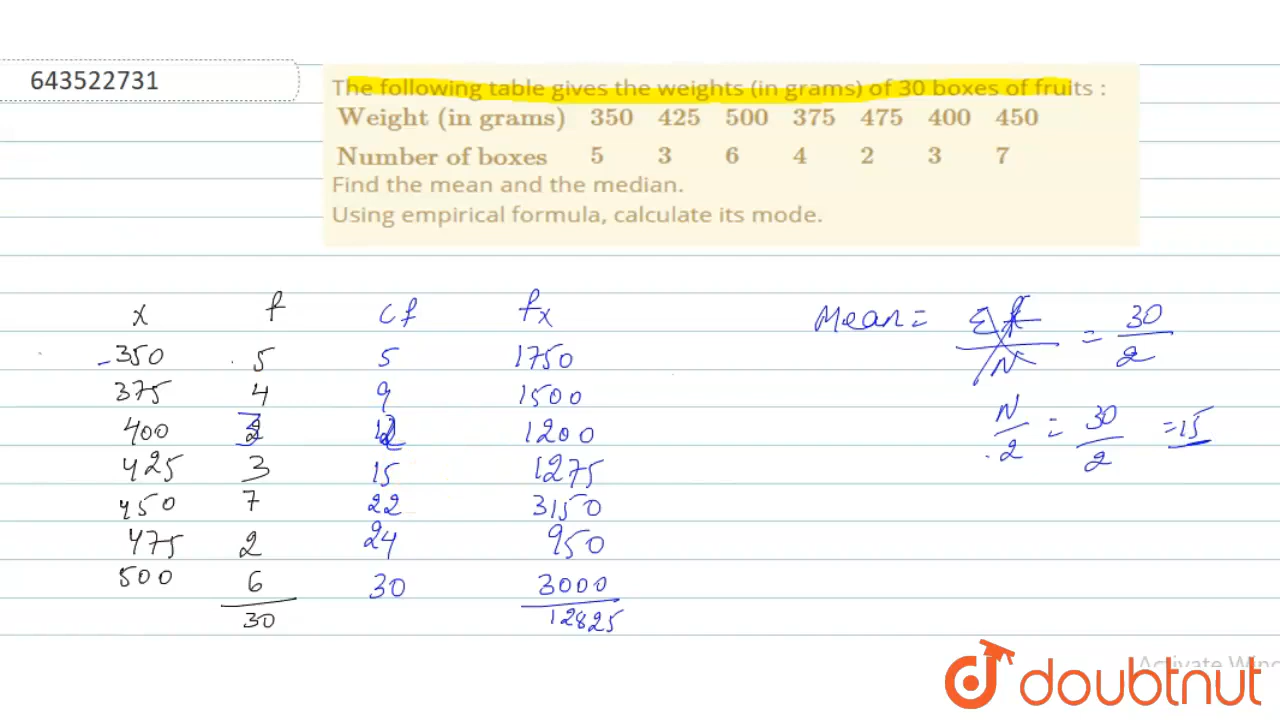 643522731
The following table gives the weights (in grams) of 30 boxes of fruits :
Weight (in grams) 350 425 500 375 475 400 450
Number of boxes 5 3 6 4 2 3 7
Find the mean and the median.
Using empirical formula, calculate its mode.
x f cf fx
350 5 5 1750
375 4 9 1500
400 3 12 1200
425 3 15 1275
450 7 22 3150
475 2 24 950
500 6 30 3000
30 12825
Mean = Σf/N = 30/2
N/2 = 30/2 = 15
doubtnut